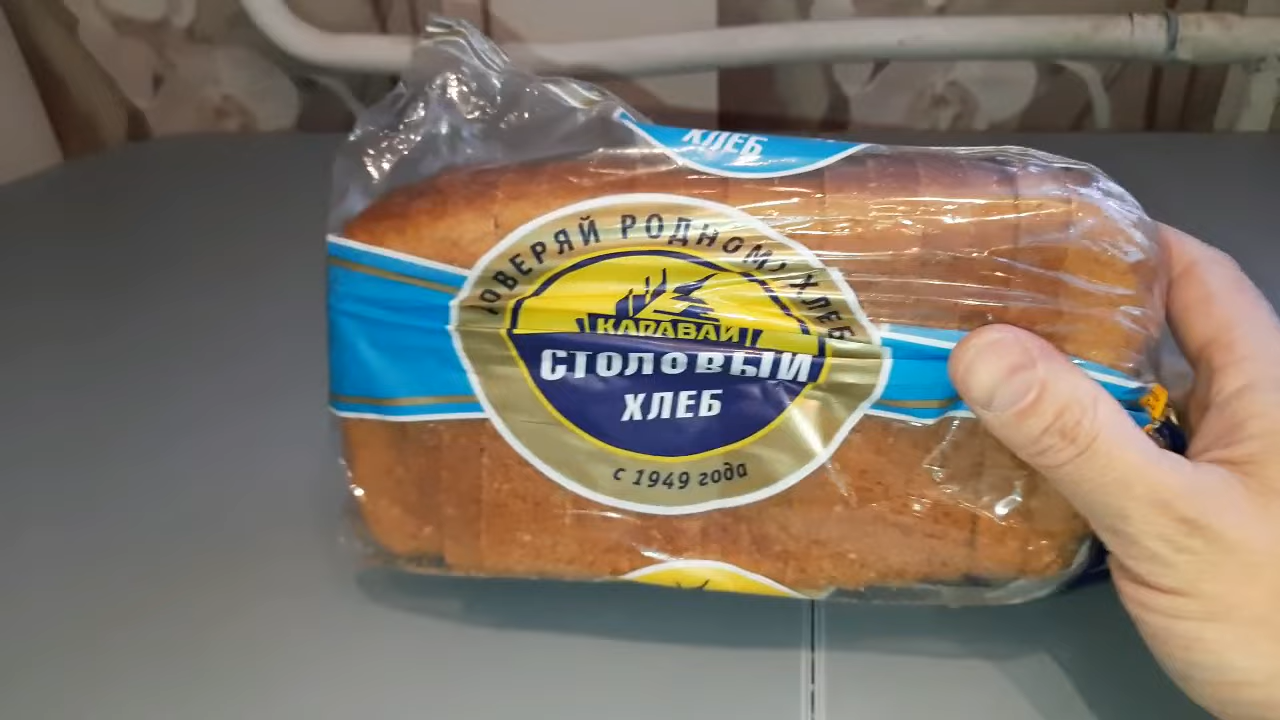 ХЛЕБ
ДОВЕРЯЙ РОДНОМУ ХЛЕБУ
КАРАВАЙ
СТОЛОВЫЙ
ХЛЕБ
с 1949 года